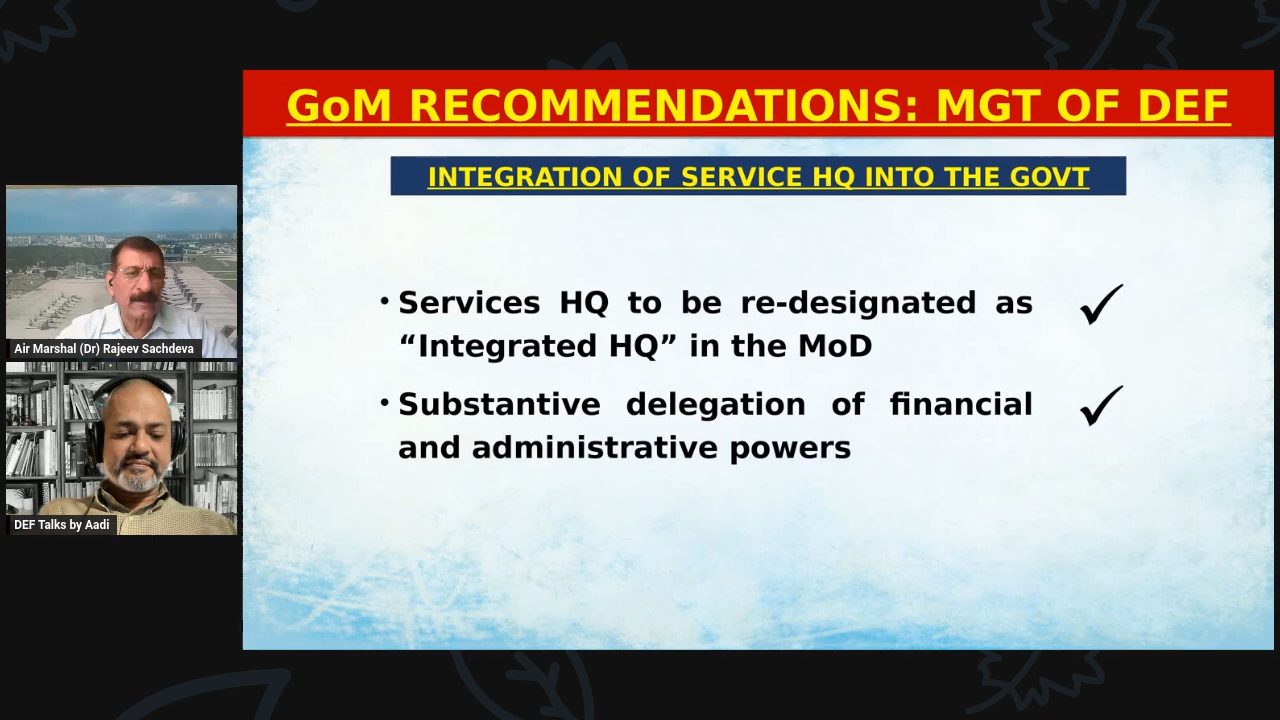 GoM RECOMMENDATIONS: MGT OF DEF
INTEGRATION OF SERVICE HQ INTO THE GOVT
• Services HQ to be re-designated as
“Integrated HQ” in the MoD
• Substantive delegation of financial
and administrative powers
Air Marshal (Dr) Rajeev Sachdeva
DEF Talks by Aadi